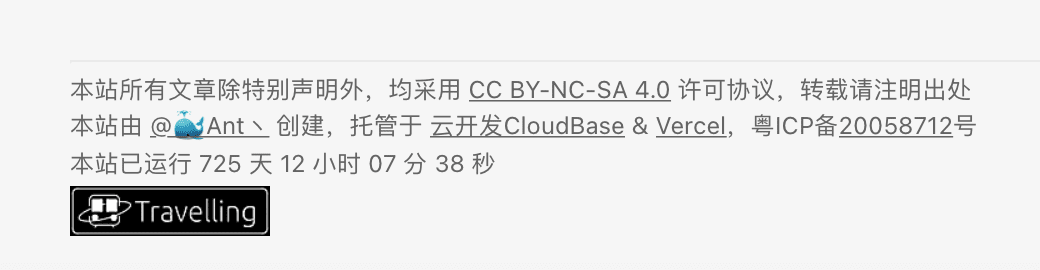 本站所有文章除特别声明外，均采用 CC BY-NC-SA 4.0 许可协议，转载请注明出处
本站由 @🐳Ant丶 创建，托管于 云开发CloudBase & Vercel，粤ICP备20058712号
本站已运行 725 天 12 小时 07 分 38 秒
Travelling